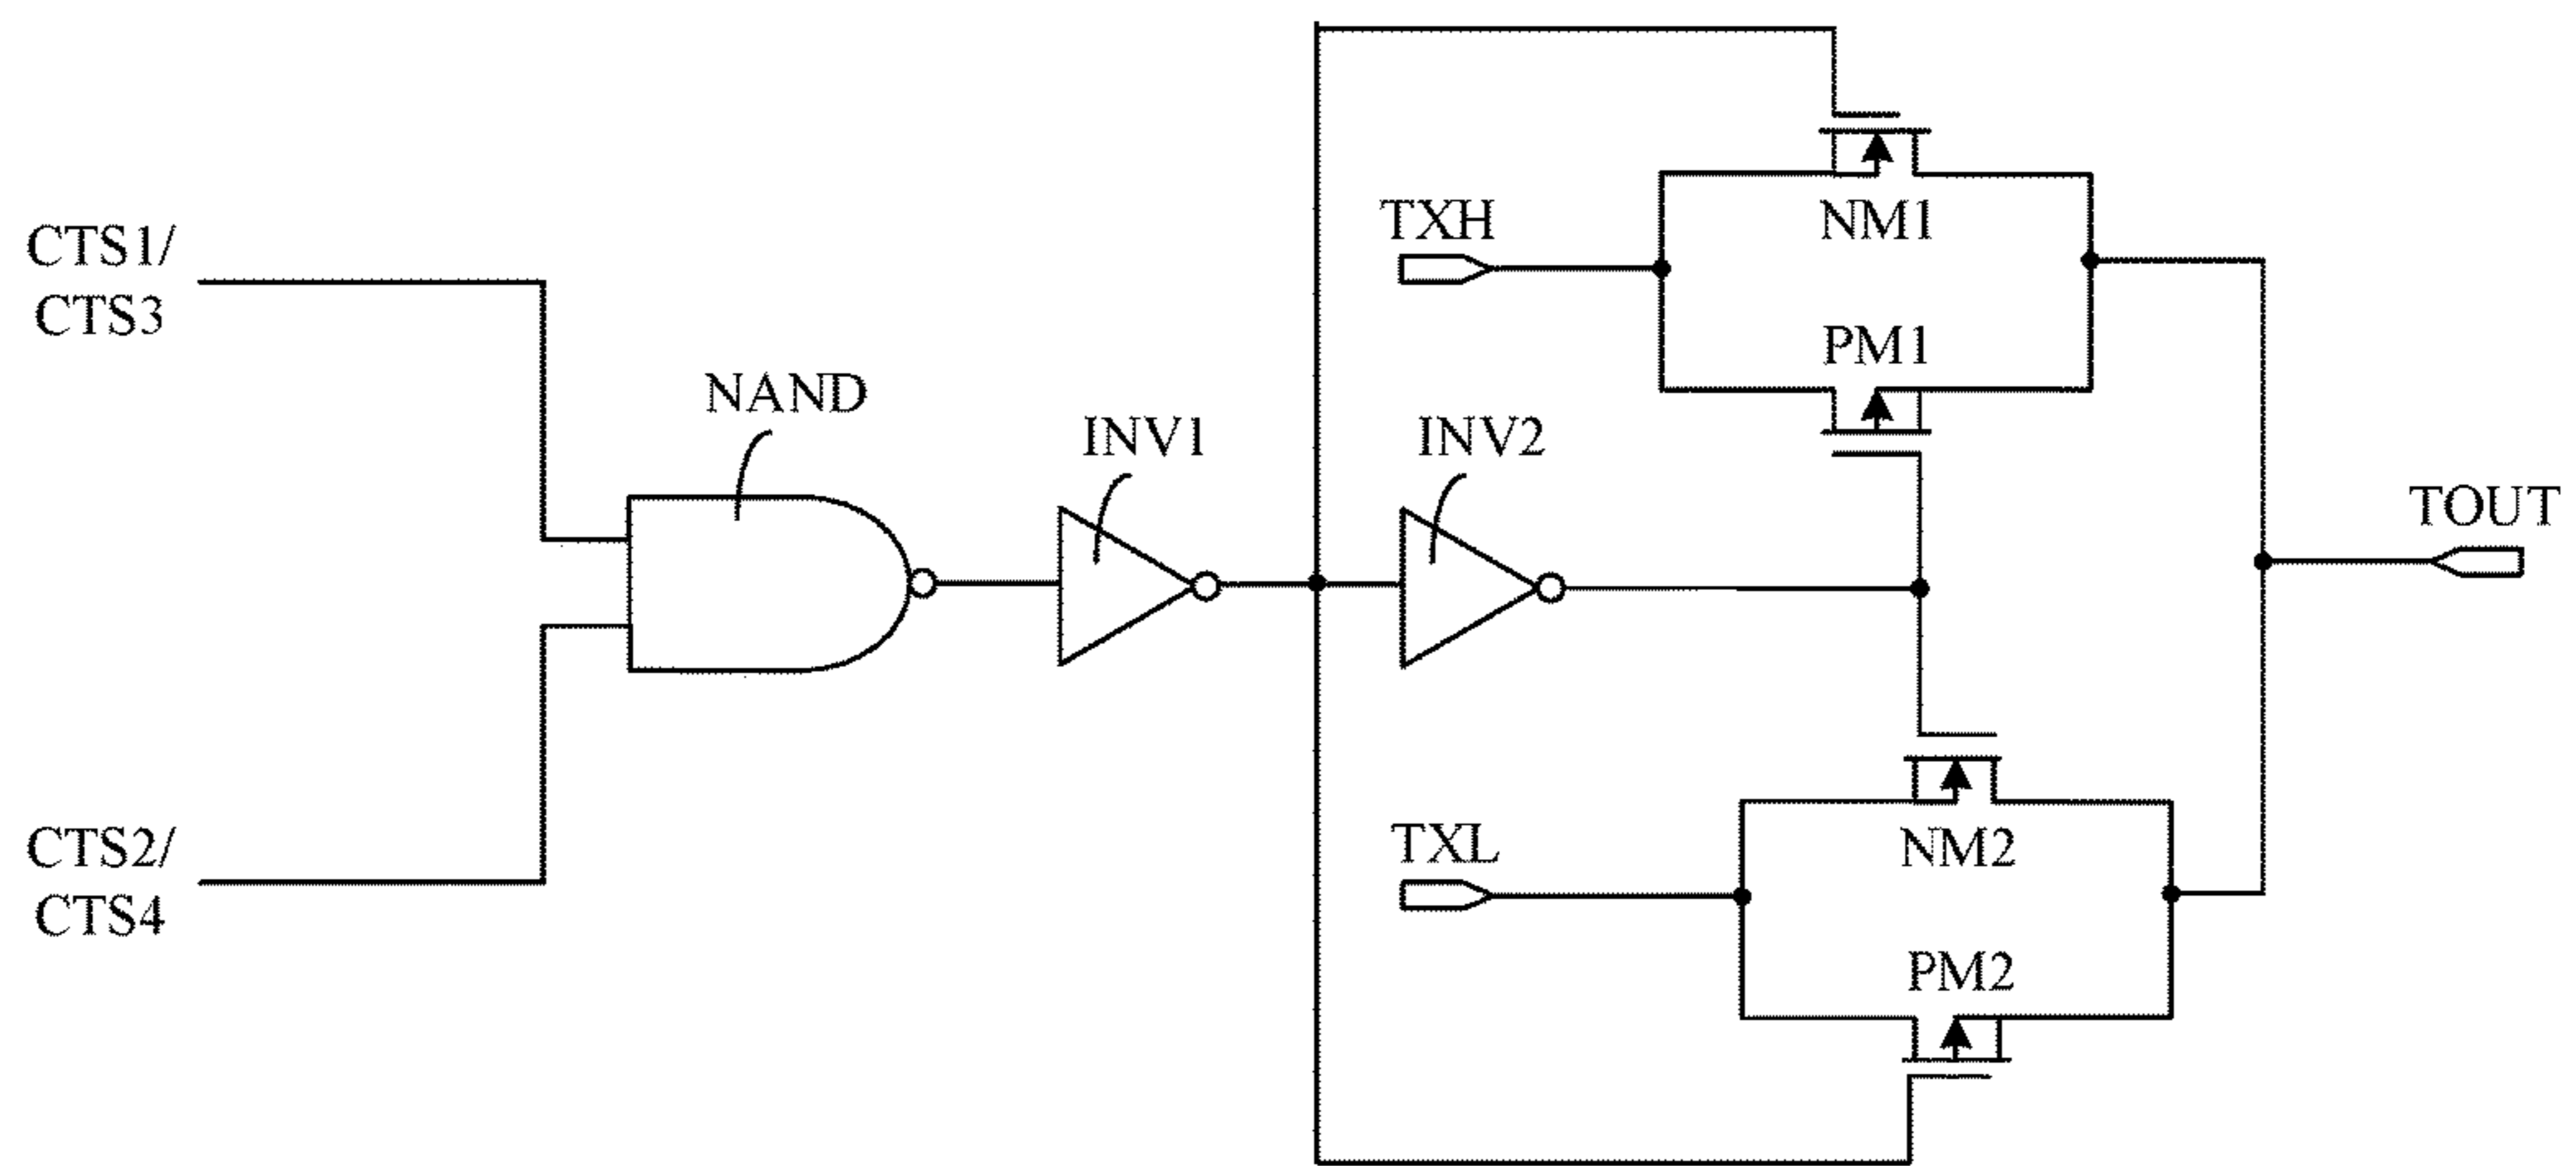 TXH
NM1
CTS1/
CTS3
PM1
NAND
INV1
INV2
TOUT
CTS2/
CTS4
TXL
NM2
PM2